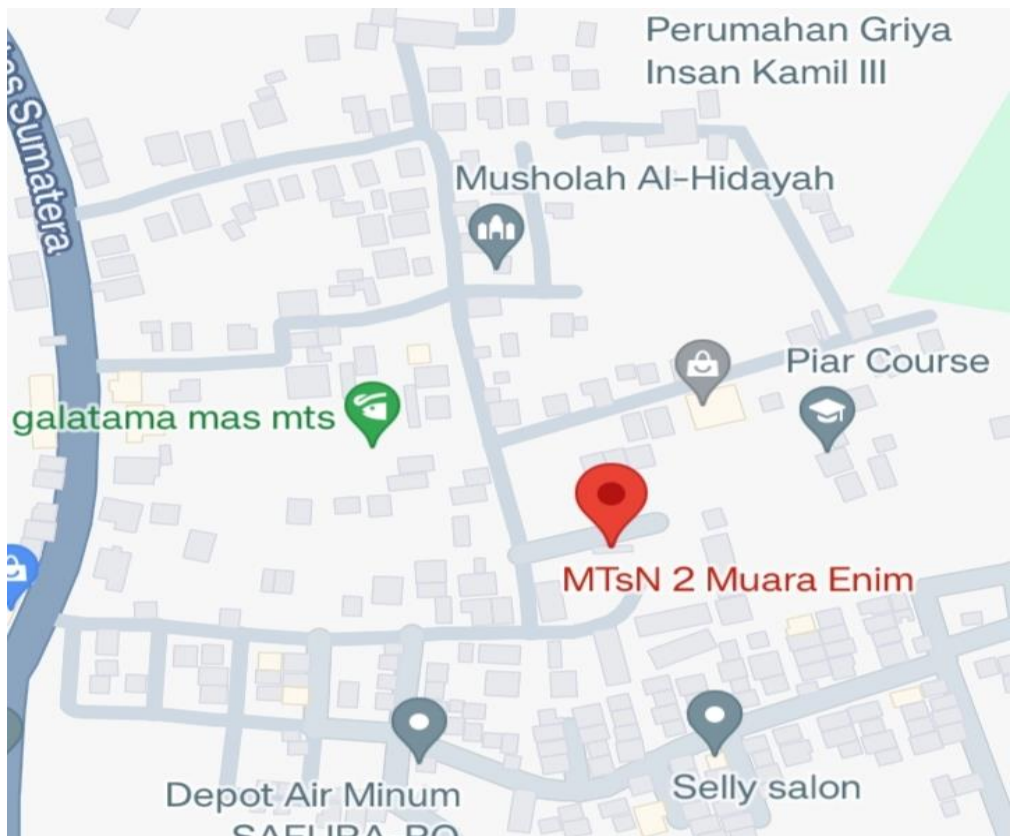 Perumahan Griya
Insan Kamil III
Sumatera
Musholah Al-Hidayah
Piar Course
galatama mas mts
MTsN 2 Muara Enim
Selly salon
Depot Air Minum